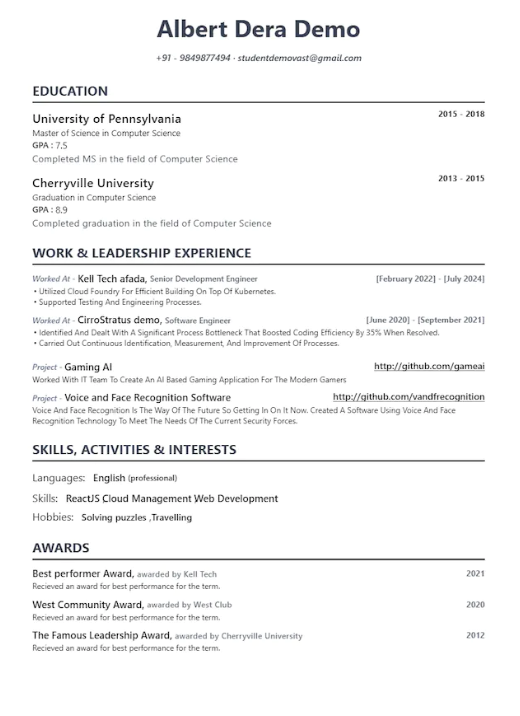 Albert Dera Demo
+91 - 9849877494 · studentdemovast@gmail.com
EDUCATION
University of Pennsylvania 2015 - 2018
Master of Science in Computer Science
GPA : 7.5
Completed MS in the field of Computer Science
Cherryville University 2013 - 2015
Graduation in Computer Science
GPA : 8.9
Completed graduation in the field of Computer Science
WORK & LEADERSHIP EXPERIENCE
Worked At - Kell Tech afada, Senior Development Engineer [February 2022] - [July 2024]
• Utilized Cloud Foundry For Efficient Building On Top Of Kubernetes.
• Supported Testing And Engineering Processes.
Worked At - CirroStratus demo, Software Engineer [June 2020] - [September 2021]
• Identified And Dealt With A Significant Process Bottleneck That Boosted Coding Efficiency By 35% When Resolved.
• Carried Out Continuous Identification, Measurement, And Improvement Of Processes.
Project - Gaming AI http://github.com/gameai
Worked With IT Team To Create An AI Based Gaming Application For The Modern Gamers
Project - Voice and Face Recognition Software http://github.com/vandfrecognition
Voice And Face Recognition Is The Way Of The Future So Getting In On It Now. Created A Software Using Voice And Face
Recognition Technology To Meet The Needs Of The Current Security Forces.
SKILLS, ACTIVITIES & INTERESTS
Languages: English (professional)
Skills: ReactJS Cloud Management Web Development
Hobbies: Solving puzzles ,Travelling
AWARDS
Best performer Award, awarded by Kell Tech 2021
Recieved an award for best performance for the term.
West Community Award, awarded by West Club 2020
Recieved an award for best performance for the term.
The Famous Leadership Award, awarded by Cherryville University 2012
Recieved an award for best performance for the term.